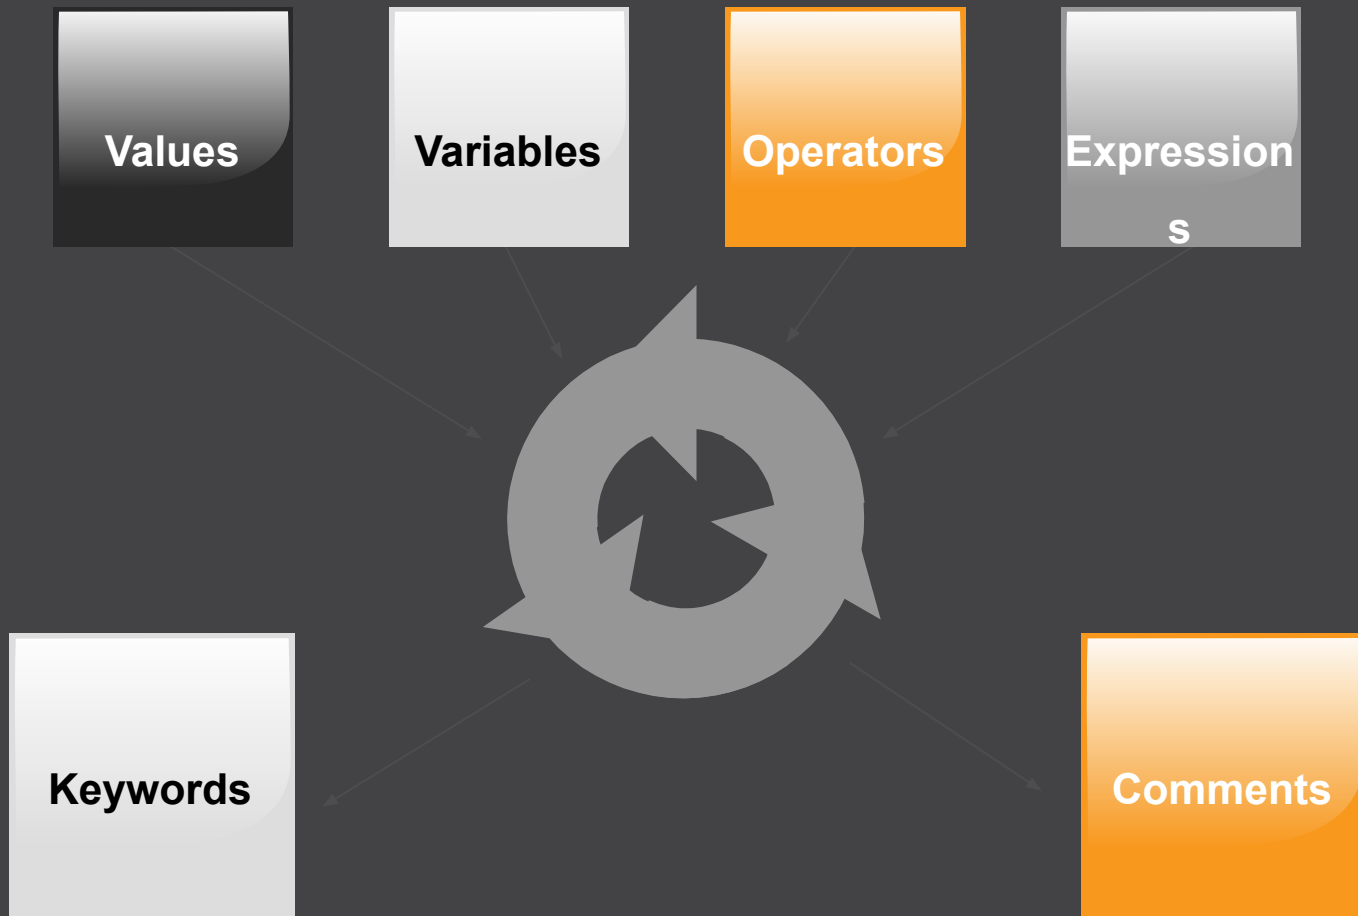 Values
Variables
Operators
Expression
s
Keywords
Comments